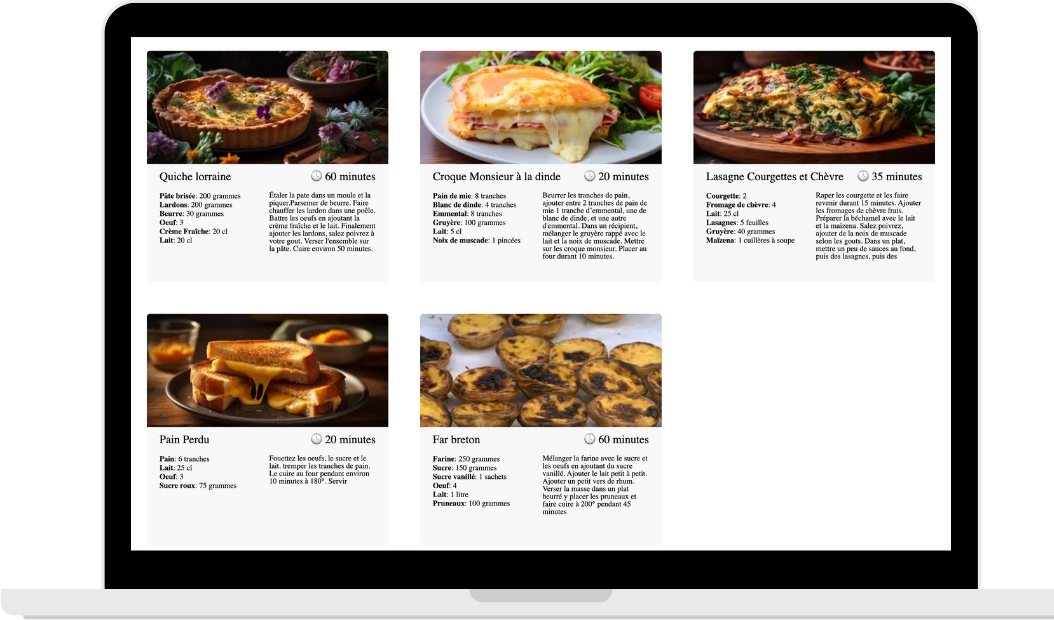 Quiche lorraine 60 minutes
Pâte brisée: 200 grammes
Lardons: 200 grammes
Beurre: 30 grammes
Oeuf: 3
Crème Fraîche: 20 cl
Lait: 20 cl
Étaler la pate dans un moule et la
piquer.Parsemer de beurre. Faire
chauffer les lardon dans une poêle.
Battre les oeufs en ajoutant la
crème fraîche et le lait. Finalement
ajouter les lardons, salez poivrez à
votre gout. Verser l'ensemble sur
la pâte. Cuire environ 50 minutes.
Croque Monsieur à la dinde 20 minutes
Pain de mie: 8 tranches
Blanc de dinde: 4 tranches
Emmental: 8 tranches
Gruyère: 100 grammes
Lait: 5 cl
Noix de muscade: 1 pincées
Beurrer les tranches de pain,
ajouter entre 2 tranches de pain de
mie 1 tranche d'emmental, une de
blanc de dinde, et une autre
d'emmental. Dans un récipient,
mélanger le gruyère rappé avec le
lait et la noix de muscade. Mettre
sur les croque monsieur. Placer au
four durant 10 minutes.
Lasagne Courgettes et Chèvre 35 minutes
Courgette: 2
Fromage de chèvre: 4
Lait: 25 cl
Lasagnes: 5 feuilles
Gruyère: 40 grammes
Maïzena: 1 cuillères à soupe
Raper les courgette et les faire
revenir durant 15 minutes. Ajouter
les fromages de chèvre frais.
Préparer la béchamel avec le lait
et la maizena. Salez poivrez,
ajouter de la noix de muscade
selon les gouts. Dans un plat,
mettre un peu de sauces au fond,
puis des lasagnes, puis des
Pain Perdu 20 minutes
Pain: 6 tranches
Lait: 25 cl
Oeuf: 3
Sucre roux: 75 grammes
Fouettez les oeufs, le sucre et le
lait. tremper les tranches de pain.
Le cuire au four pendant environ
10 minutes à 180°. Servir
Far breton 60 minutes
Farine: 250 grammes
Sucre: 150 grammes
Sucre vanillé: 1 sachets
Oeuf: 4
Lait: 1 litre
Pruneaux: 100 grammes
Mélanger la farine avec le sucre et
les oeufs en ajoutant du sucre
vanillé. Ajouter le lait petit à petit.
Ajouter un petit vers de rhum.
Verser la masse dans un plat
beurré y placer les pruneaux et
faire cuire à 200° pendant 45
minutes